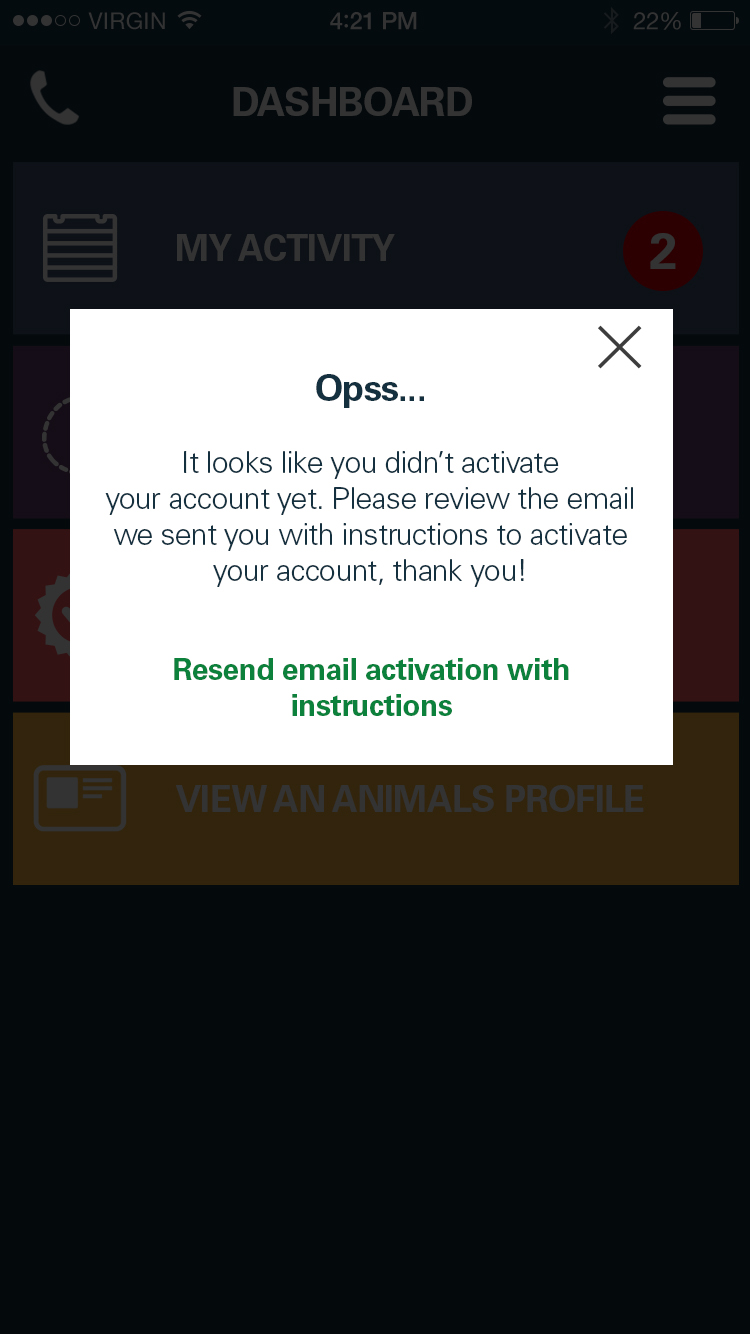 VIRGIN 4:21 PM 22%
DASHBOARD
MY ACTIVITY 2
Opss...
It looks like you didn’t activate
your account yet. Please review the email
we sent you with instructions to activate
your account, thank you!
Resend email activation with
instructions
VIEW AN ANIMALS PROFILE